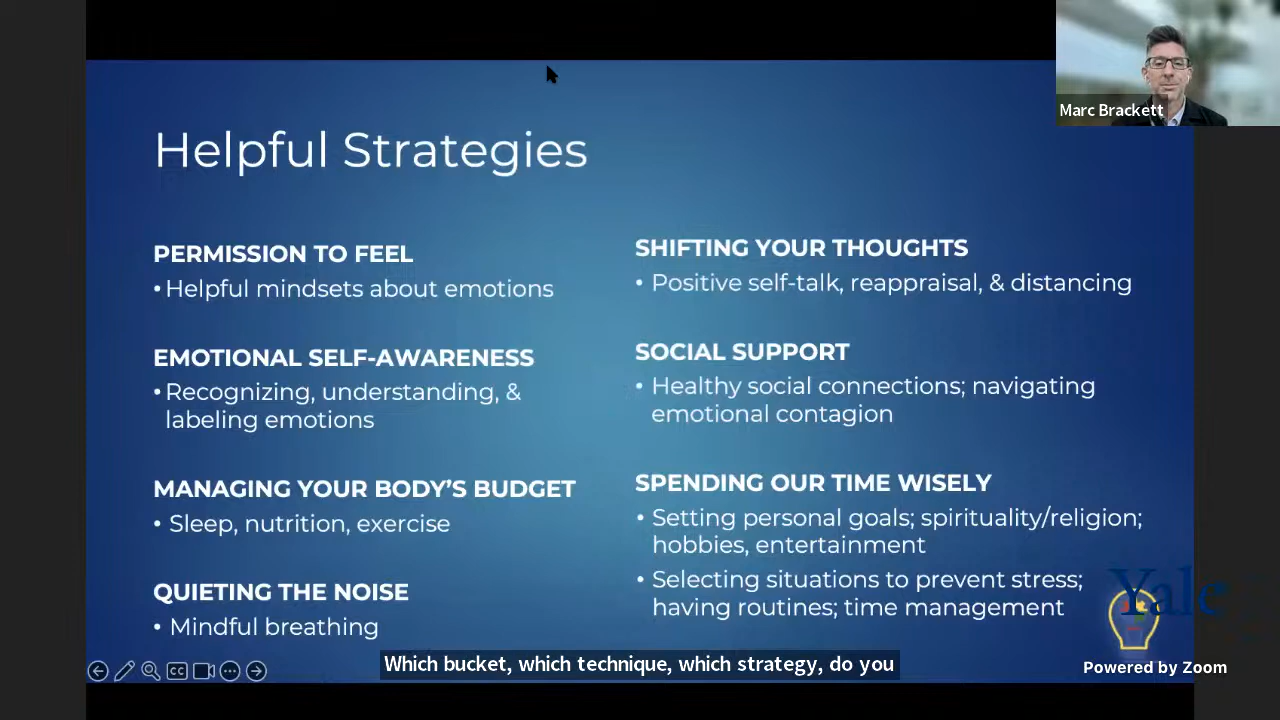 Marc Brackett
Helpful Strategies
PERMISSION TO FEEL
• Helpful mindsets about emotions
EMOTIONAL SELF-AWARENESS
• Recognizing, understanding, &
labeling emotions
MANAGING YOUR BODY’S BUDGET
• Sleep, nutrition, exercise
QUIETING THE NOISE
• Mindful breathing
SHIFTING YOUR THOUGHTS
• Positive self-talk, reappraisal, & distancing
SOCIAL SUPPORT
• Healthy social connections; navigating
emotional contagion
SPENDING OUR TIME WISELY
• Setting personal goals; spirituality/religion;
hobbies, entertainment
• Selecting situations to prevent stress;
having routines; time management
Yale
CC
Which bucket, which technique, which strategy, do you
Powered by Zoom